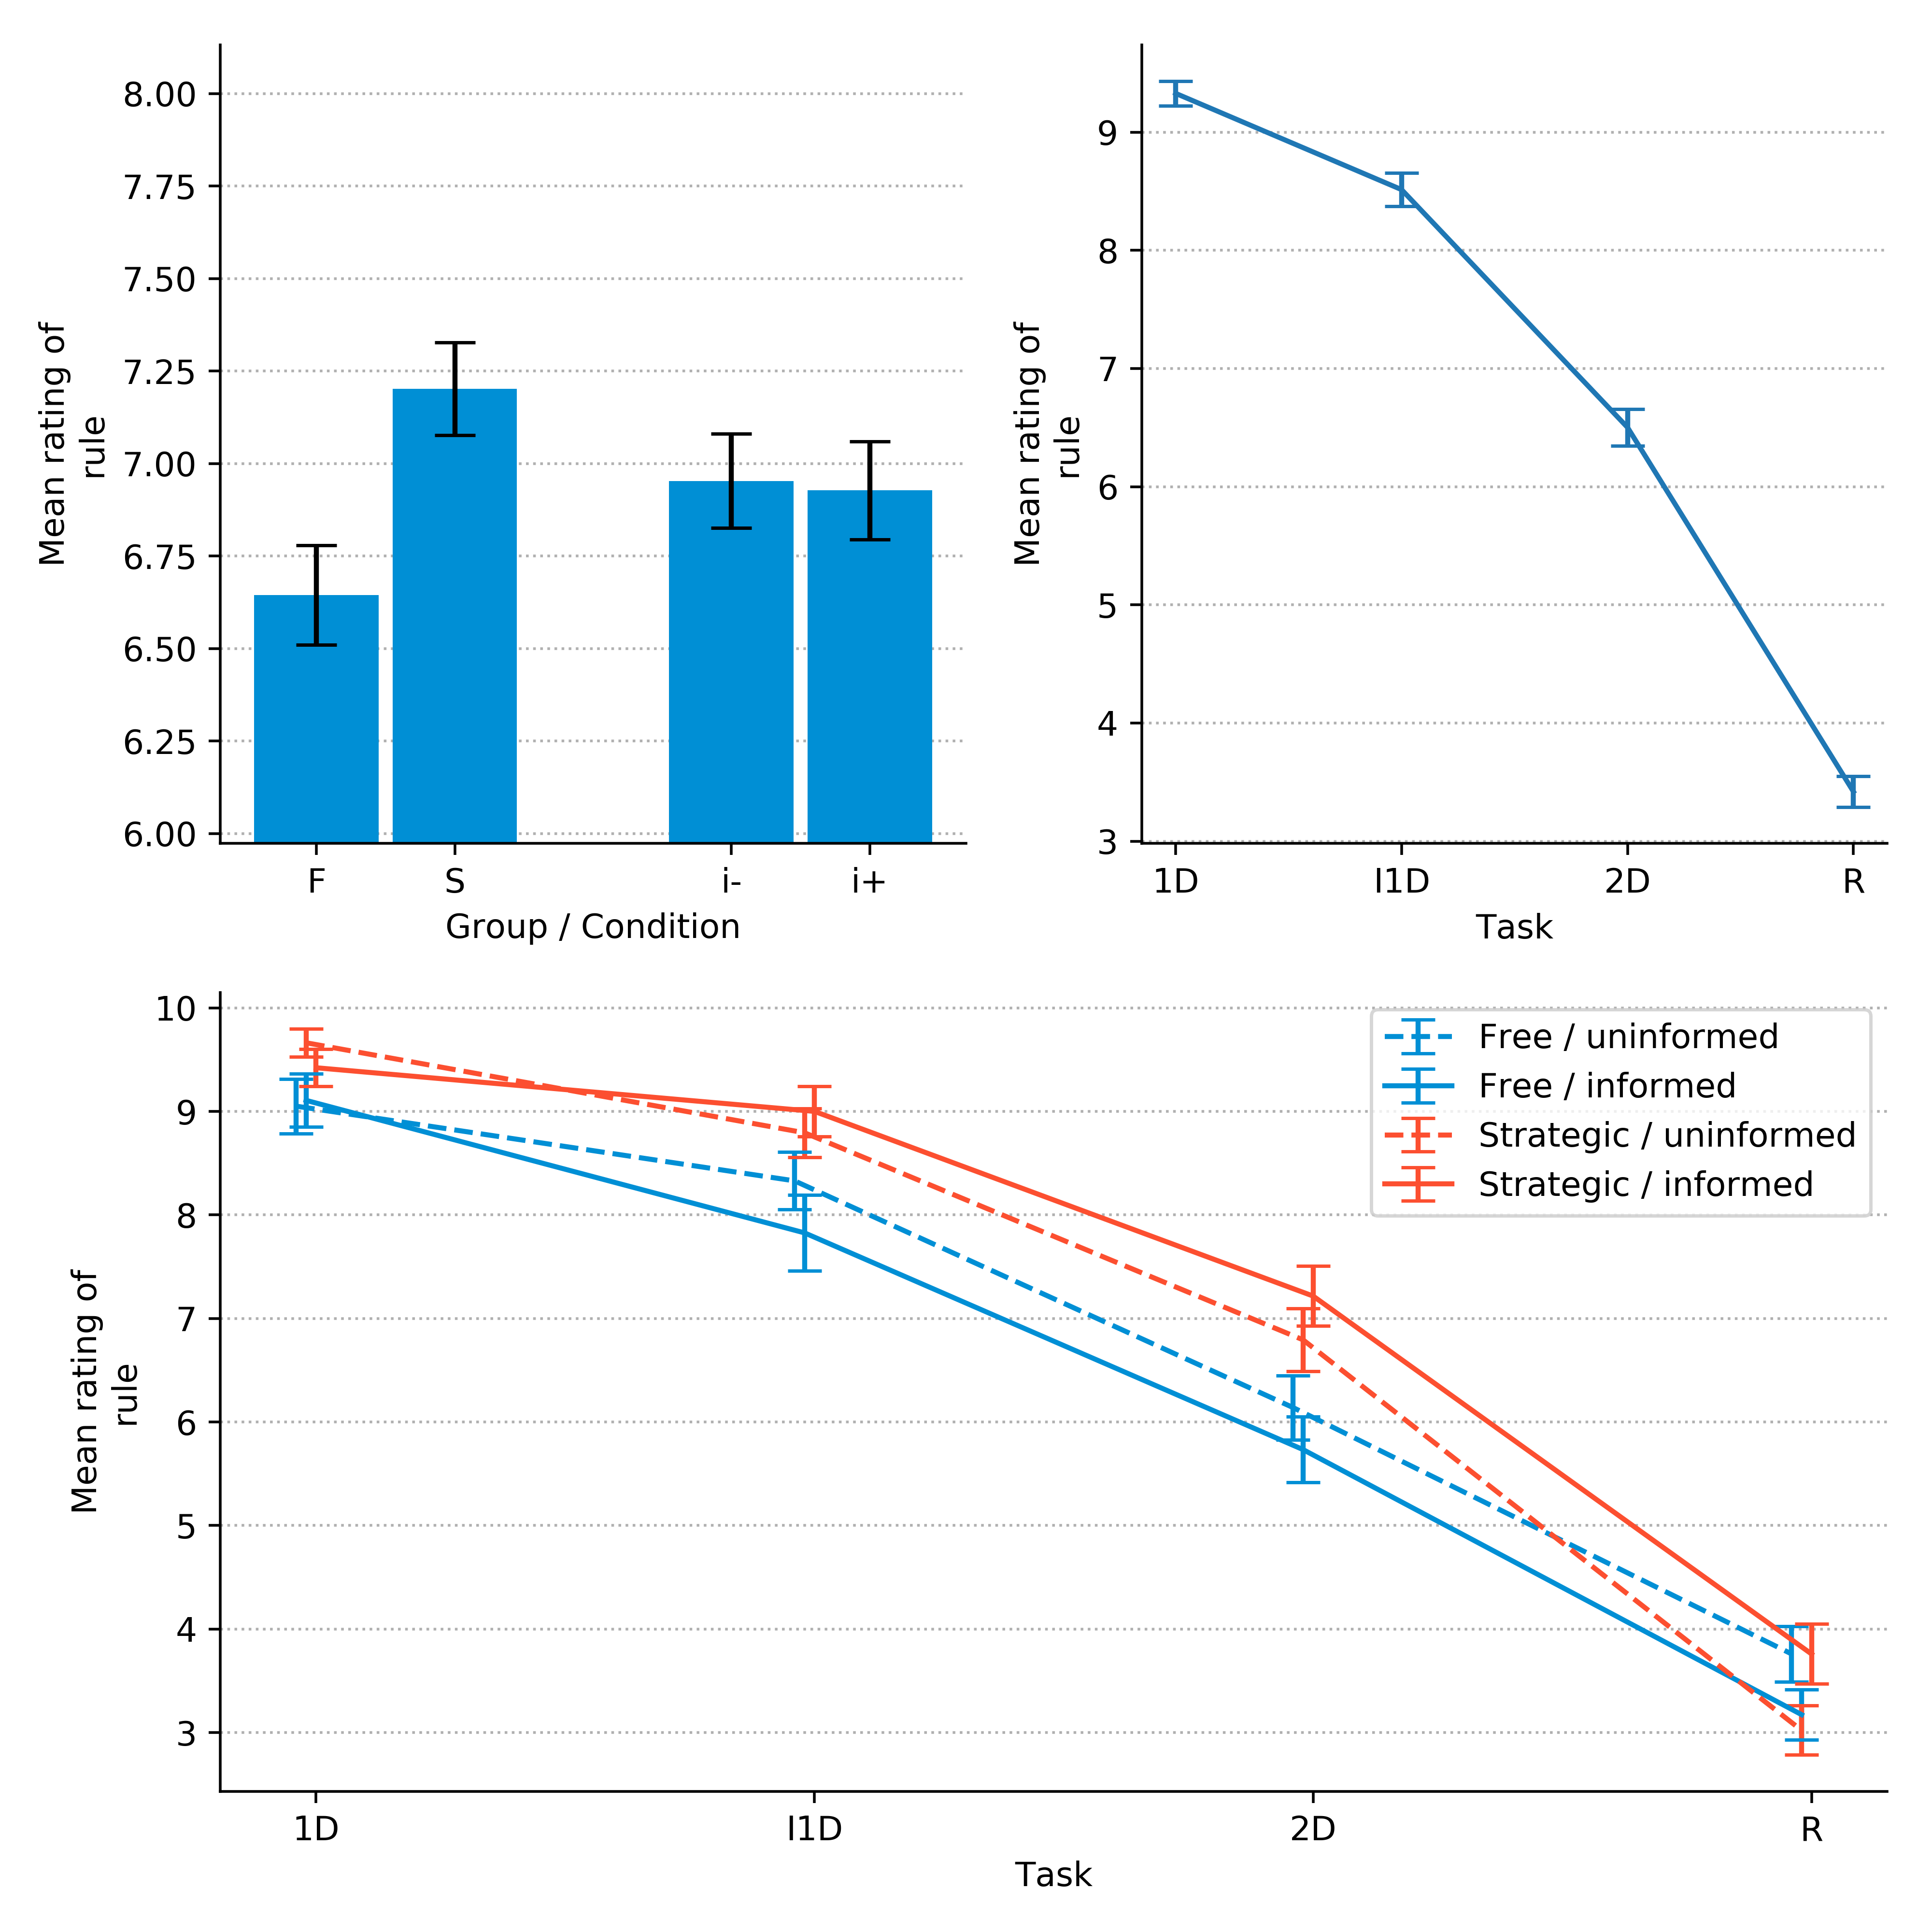 8.00
7.75
7.50
7.25
7.00
6.75
6.50
6.25
6.00
Mean rating of
rule
F S i- i+
Group / Condition
9
8
7
6
5
4
3
Mean rating of
rule
1D I1D 2D R
Task
10
9
8
7
6
5
4
3
Mean rating of
rule
Free / uninformed
Free / informed
Strategic / uninformed
Strategic / informed
1D I1D 2D R
Task